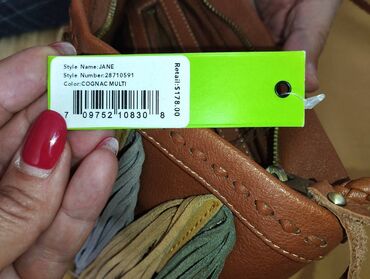 Style Name:JANE
Style Number:28710591
Color:COGNAC MULTI
7 09752 10830 8
Retail:$178.00